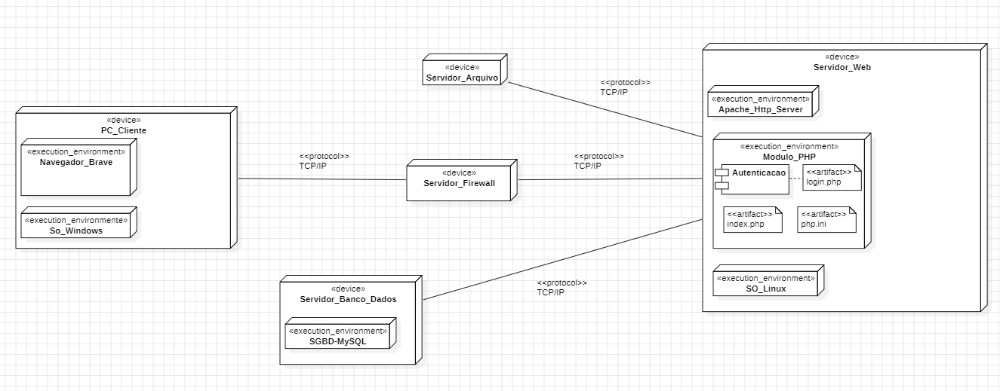 «device»
Servidor_Arquivo
<<protocol>>
TCP/IP
«device»
Servidor_Web
«execution_environment»
Apache_Http_Server
«execution_environment»
Modulo_PHP
Autenticacao
<<artifact>>
login.php
<<artifact>>
index.php
<<artifact>>
php.ini
«execution_environment»
SO_Linux
«device»
PC_Cliente
«execution_environment»
Navegador_Brave
«execution_environmente»
So_Windows
<<protocol>>
TCP/IP
«device»
Servidor_Firewall
<<protocol>>
TCP/IP
«device»
Servidor_Banco_Dados
«execution_environment»
SGBD-MySQL
<<protocol>>
TCP/IP